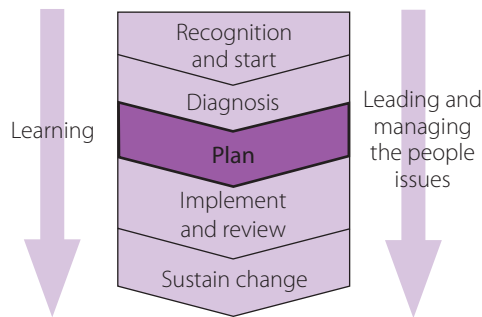 Recognition
and start
Diagnosis
Plan
Implement
and review
Sustain change
Learning
Leading and
managing
the people
issues